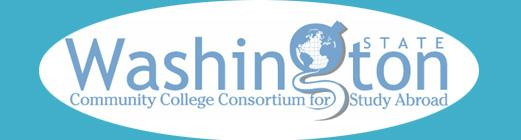 STATE
Washington
Community College Consortium for Study Abroad